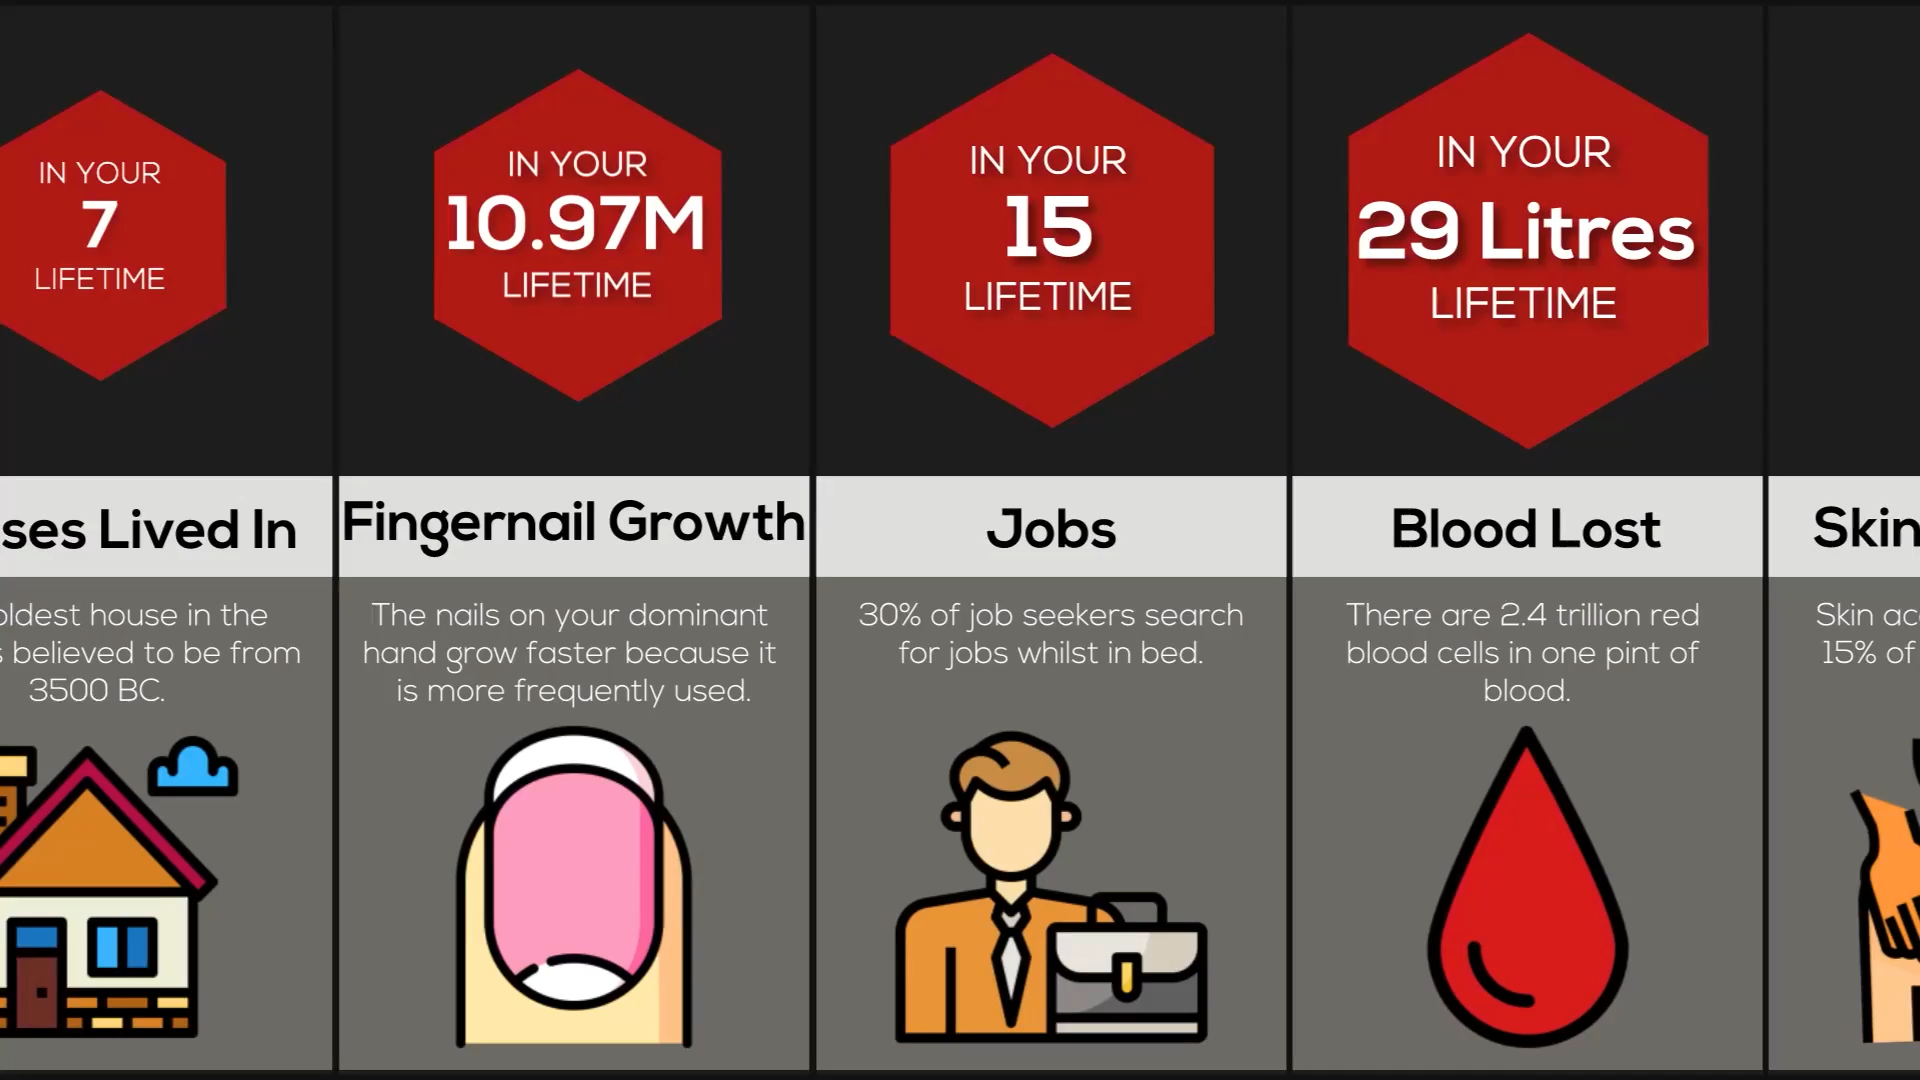 IN YOUR
7
LIFETIME
ses Lived In
oldest house in the
s believed to be from
3500 BC.
IN YOUR
10.97M
LIFETIME
Fingernail Growth
The nails on your dominant
hand grow faster because it
is more frequently used.
IN YOUR
15
LIFETIME
Jobs
30% of job seekers search
for jobs whilst in bed.
IN YOUR
29 Litres
LIFETIME
Blood Lost
There are 2.4 trillion red
blood cells in one pint of
blood.
Skin
Skin ac
15% of